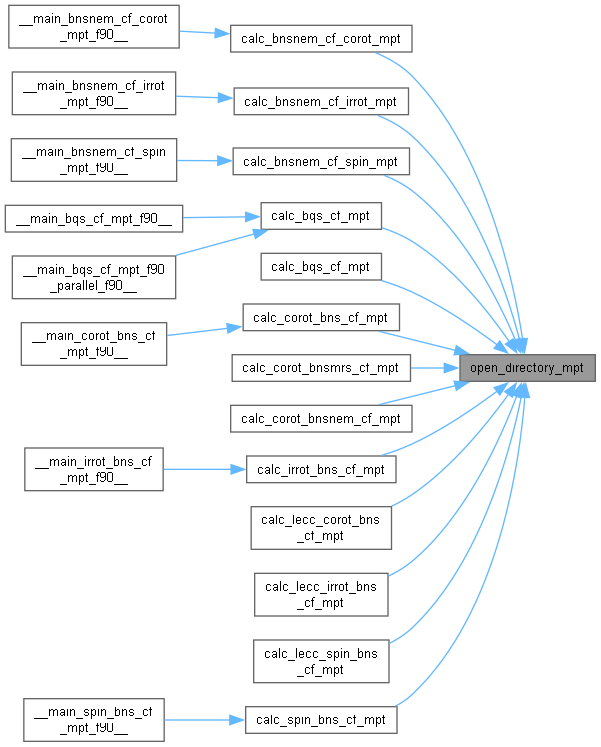 __main_bnsnem_cf_corot
_mpt_f90__
calc_bnsnem_cf_corot_mpt
__main_bnsnem_cf_irrot
_mpt_f90__
calc_bnsnem_cf_irrot_mpt
__main_bnsnem_cf_spin
_mpt_f90__
calc_bnsnem_cf_spin_mpt
__main_bqs_cf_mpt_f90__
calc_bqs_cf_mpt
__main_bqs_cf_mpt_f90
_parallel_f90__
calc_bqs_cf_mpt
calc_corot_bns_cf_mpt
__main_corot_bns_cf
_mpt_f90__
calc_corot_bnsmrs_cf_mpt
open_directory_mpt
calc_corot_bnsnem_cf_mpt
__main_irrot_bns_cf
_mpt_f90__
calc_irrot_bns_cf_mpt
calc_lecc_corot_bns
_cf_mpt
calc_lecc_irrot_bns
_cf_mpt
calc_lecc_spin_bns
_cf_mpt
__main_spin_bns_cf
_mpt_f90__
calc_spin_bns_cf_mpt